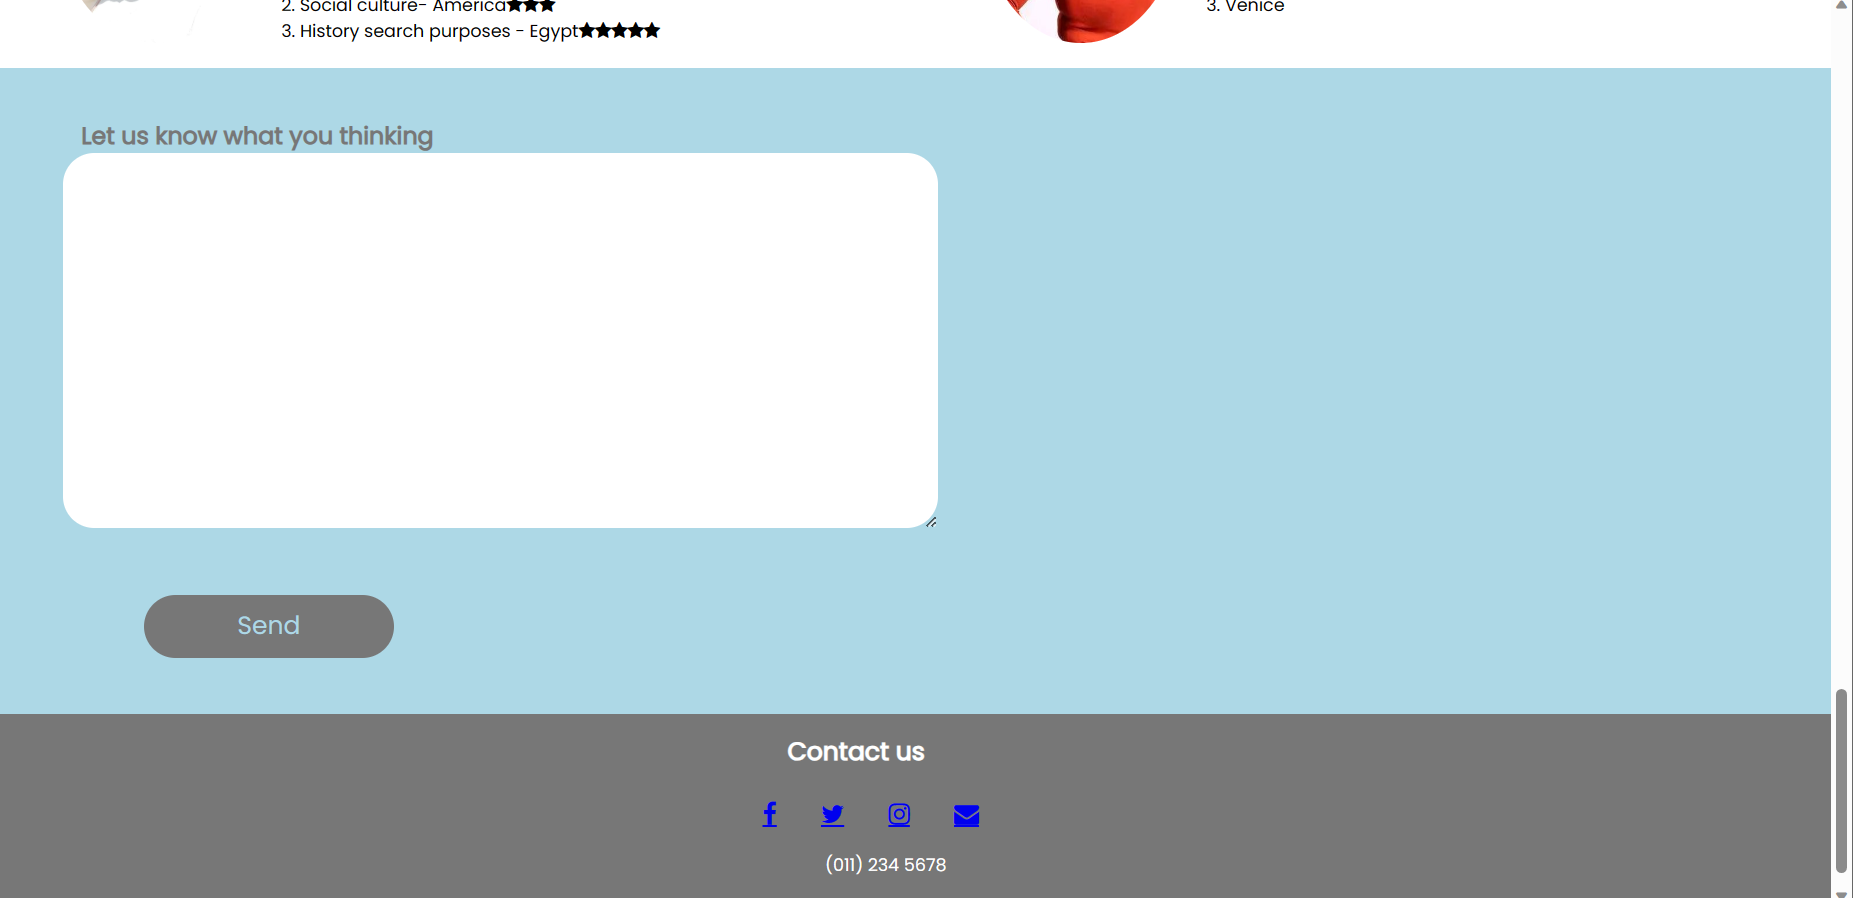 2. Social culture- America★★★
3. History search purposes - Egypt★★★★★
3. Venice
Let us know what you thinking
Send
Contact us
(011) 234 5678